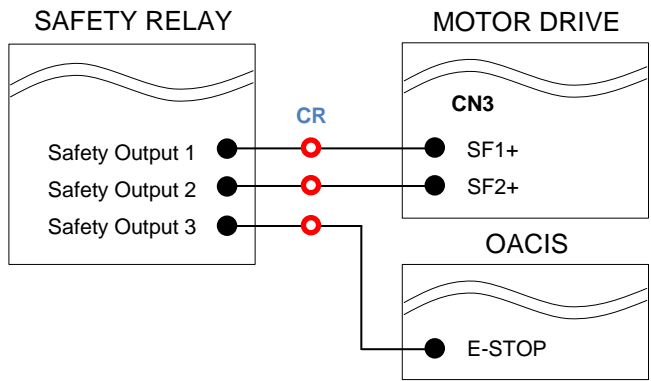 SAFETY RELAY
MOTOR DRIVE
CR
CN3
Safety Output 1
SF1+
Safety Output 2
SF2+
Safety Output 3
OACIS
E-STOP